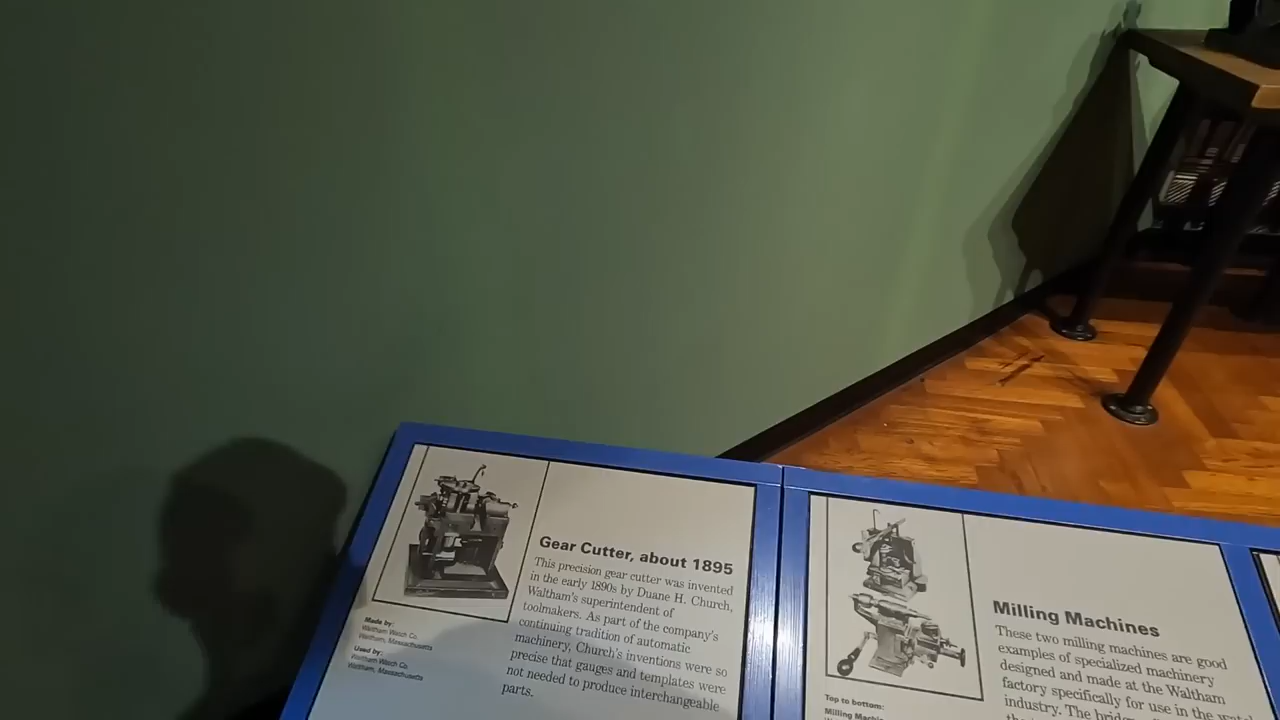 Gear Cutter, about 1895
This precision gear cutter was invented
in the early 1890s by Duane H. Church,
Waltham's superintendent of
toolmakers. As part of the company's
continuing tradition of automatic
machinery, Church's inventions were so
precise that gauges and templates were
not needed to produce interchangeable
parts.
Made by:
Waltham Watch Co.
Waltham, Massachusetts
Used by:
Waltham Watch Co.
Waltham, Massachusetts
Milling Machines
These two milling machines are good
examples of specialized machinery
designed and made at the Waltham
factory specifically for use in the watch
industry. The
Top to bottom:
Milling